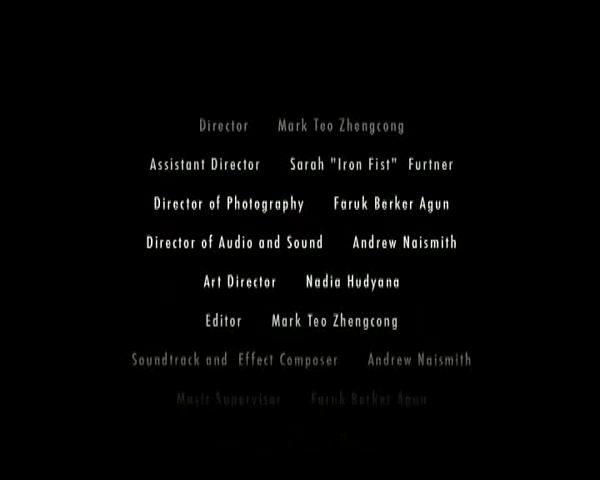 Director Mark Teo Zhengcong
Assistant Director Sarah "Iron Fist" Furtner
Director of Photography Faruk Berker Agun
Director of Audio and Sound Andrew Naismith
Art Director Nadia Hudyana
Editor Mark Teo Zhengcong
Soundtrack and Effect Composer Andrew Naismith
Music Supervisor Faruk Berker Agun